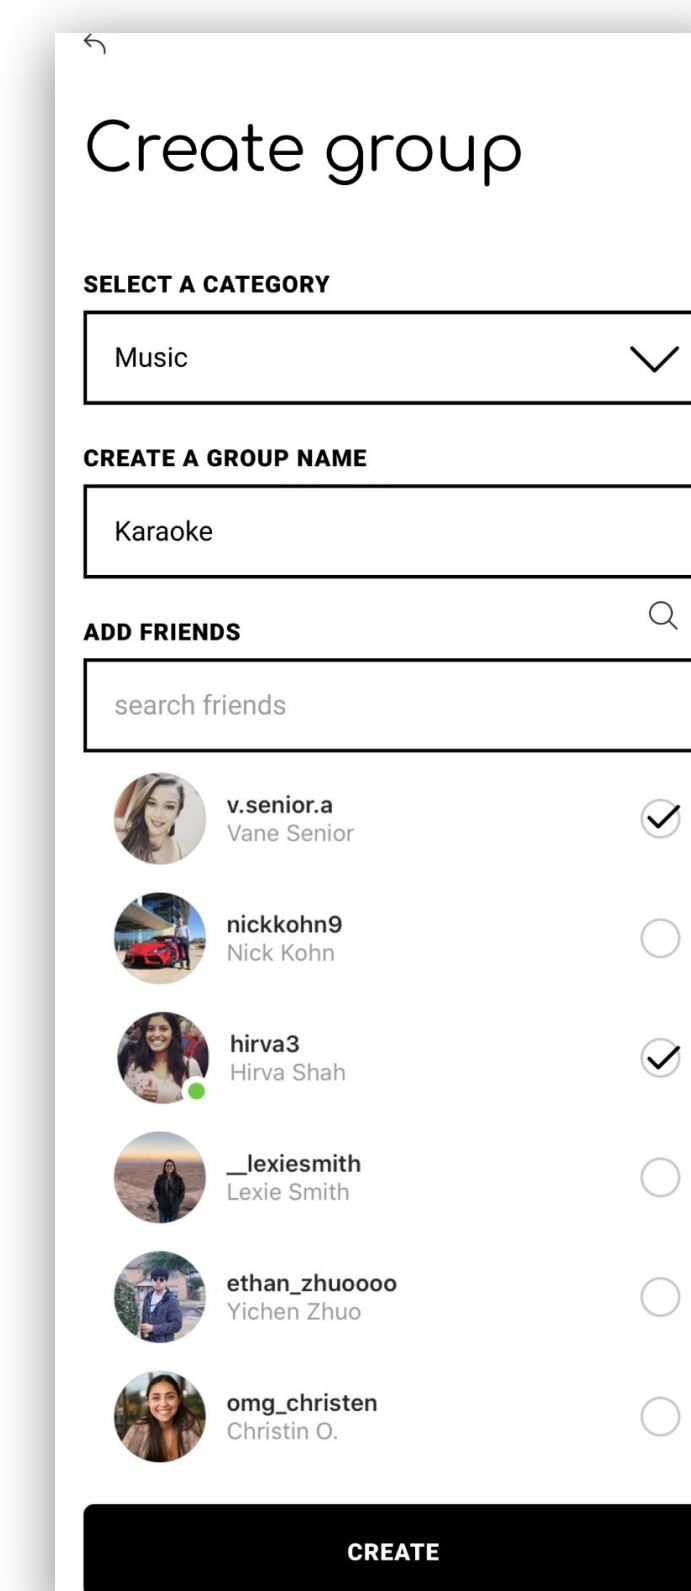 Create group
SELECT A CATEGORY
Music
CREATE A GROUP NAME
Karaoke
ADD FRIENDS
search friends
v.senior.a
Vane Senior
nickkohn9
Nick Kohn
hirva3
Hirva Shah
__lexiesmith
Lexie Smith
ethan_zhuoooo
Yichen Zhuo
omg_christen
Christin O.
CREATE